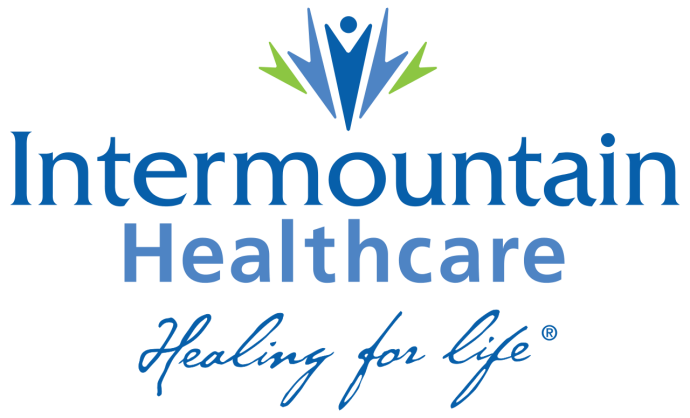 Intermountain
Healthcare
Healing for life®